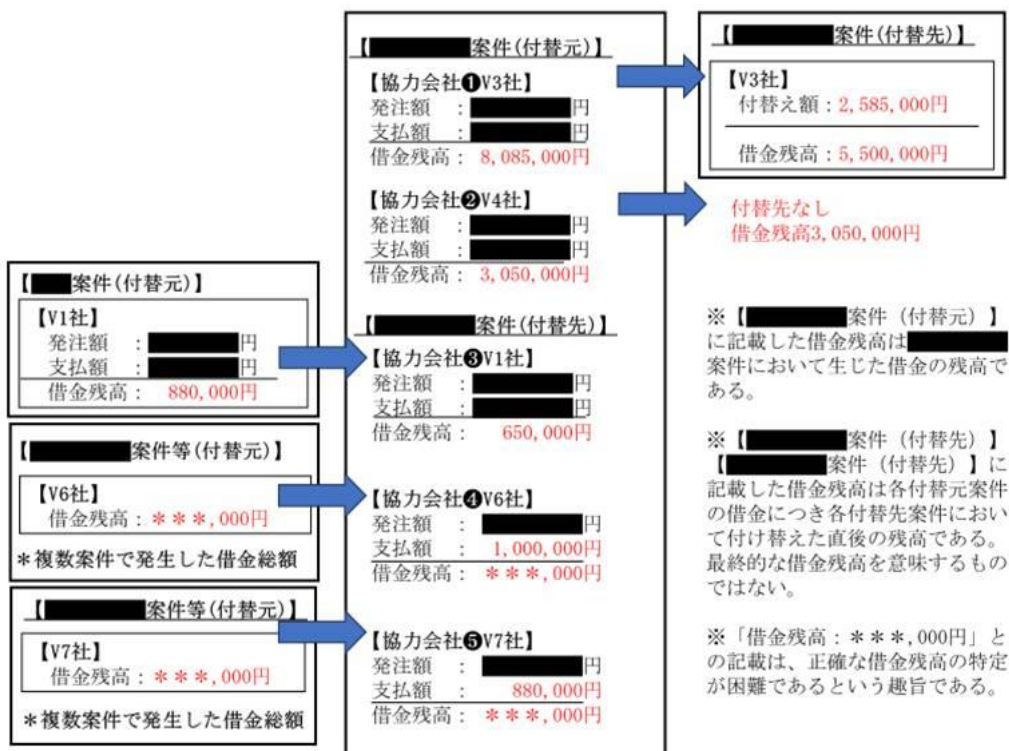 【案件(付替元)】
【V1社】
発注額　：円
支払額　：円
借金残高：　880,000円
【案件等(付替元)】
【V6社】
借金残高：＊＊＊,000円
＊複数案件で発生した借金総額
【案件等(付替元)】
【V7社】
借金残高：＊＊＊,000円
＊複数案件で発生した借金総額
【案件(付替元)】
【協力会社❶V3社】
発注額　：円
支払額　：円
借金残高：　8,085,000円
【協力会社❷V4社】
発注額　：円
支払額　：円
借金残高：　3,050,000円
【案件(付替先)】
【協力会社❸V1社】
発注額　：円
支払額　：円
借金残高：　650,000円
【協力会社❹V6社】
発注額　：円
支払額　：　1,000,000円
借金残高：　＊＊＊,000円
【協力会社❺V7社】
発注額　：円
支払額　：　880,000円
借金残高：　＊＊＊,000円
【案件(付替先)】
【V3社】
付替え額：2,585,000円
借金残高：5,500,000円
付替先なし
借金残高3,050,000円
※【案件（付替元）】
に記載した借金残高は
案件において生じた借金の残高で
ある。
※【案件（付替先）】
【案件（付替先）】に
記載した借金残高は各付替元案件
の借金につき各付替先案件におい
て付け替えた直後の残高である。
最終的な借金残高を意味するもの
ではない。
※「借金残高：＊＊＊,000円」と
の記載は、正確な借金残高の特定
が困難であるという趣旨である。